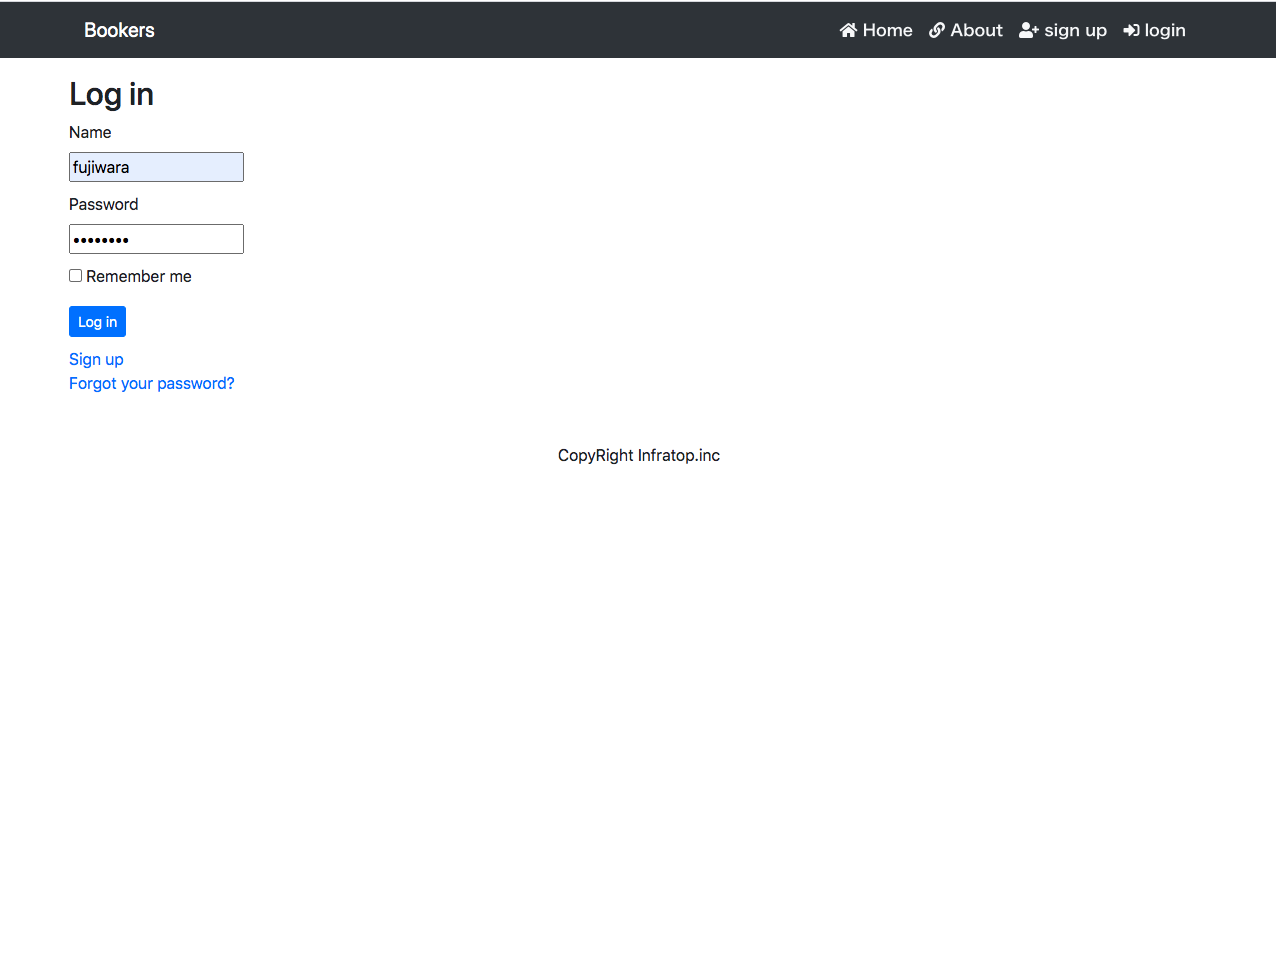 Bookers Home About sign up login
Log in
Name
fujiwara
Password
••••••••
Remember me
Log in
Sign up
Forgot your password?
CopyRight Infratop.inc